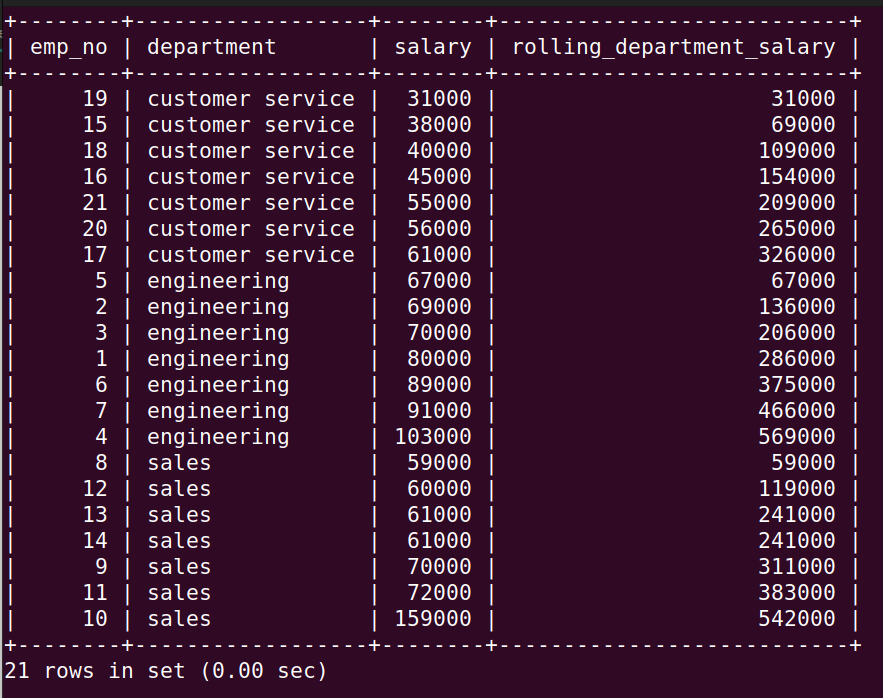 +--------+------------------+--------+---------------------------+
| emp_no | department       | salary | rolling_department_salary |
+--------+------------------+--------+---------------------------+
|     19 | customer service |  31000 |                     31000 |
|     15 | customer service |  38000 |                     69000 |
|     18 | customer service |  40000 |                    109000 |
|     16 | customer service |  45000 |                    154000 |
|     21 | customer service |  55000 |                    209000 |
|     20 | customer service |  56000 |                    265000 |
|     17 | customer service |  61000 |                    326000 |
|      5 | engineering      |  67000 |                     67000 |
|      2 | engineering      |  69000 |                    136000 |
|      3 | engineering      |  70000 |                    206000 |
|      1 | engineering      |  80000 |                    286000 |
|      6 | engineering      |  89000 |                    375000 |
|      7 | engineering      |  91000 |                    466000 |
|      4 | engineering      | 103000 |                    569000 |
|      8 | sales            |  59000 |                     59000 |
|     12 | sales            |  60000 |                    119000 |
|     13 | sales            |  61000 |                    241000 |
|     14 | sales            |  61000 |                    241000 |
|      9 | sales            |  70000 |                    311000 |
|     11 | sales            |  72000 |                    383000 |
|     10 | sales            | 159000 |                    542000 |
+--------+------------------+--------+---------------------------+
21 rows in set (0.00 sec)